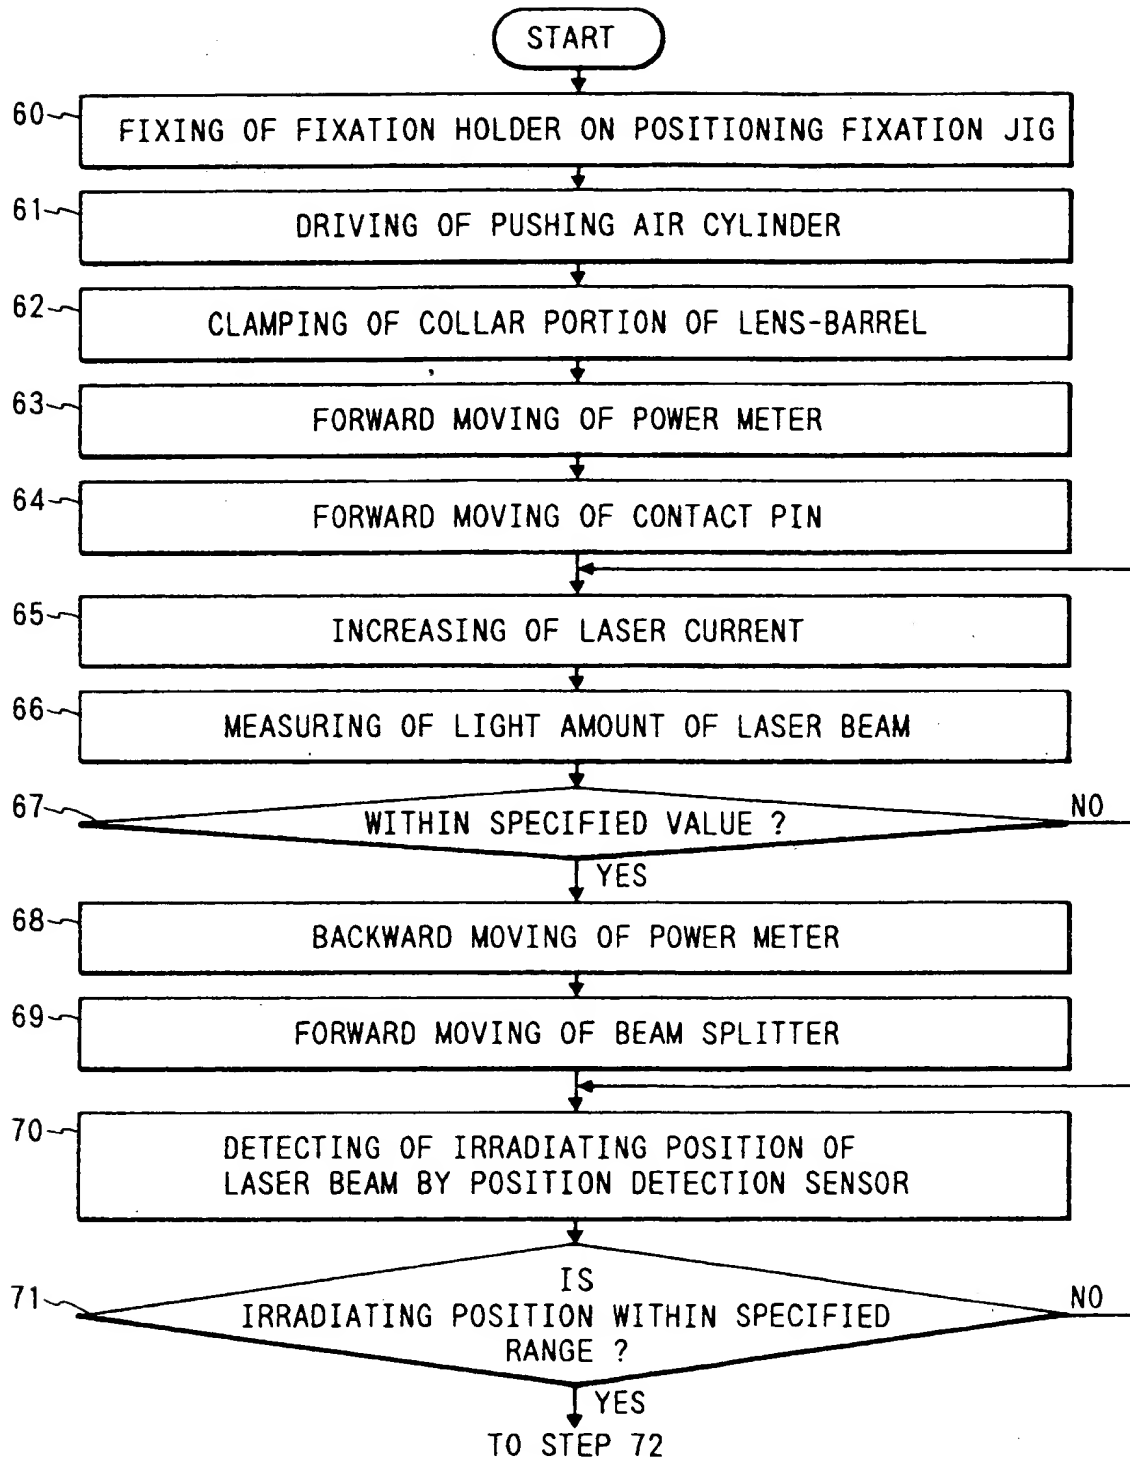 START
60
FIXING OF FIXATION HOLDER ON POSITIONING FIXATION JIG
61
DRIVING OF PUSHING AIR CYLINDER
62
CLAMPING OF COLLAR PORTION OF LENS-BARREL
63
FORWARD MOVING OF POWER METER
64
FORWARD MOVING OF CONTACT PIN
65
INCREASING OF LASER CURRENT
66
MEASURING OF LIGHT AMOUNT OF LASER BEAM
67
WITHIN SPECIFIED VALUE ?
NO
YES
68
BACKWARD MOVING OF POWER METER
69
FORWARD MOVING OF BEAM SPLITTER
70
DETECTING OF IRRADIATING POSITION OF
LASER BEAM BY POSITION DETECTION SENSOR
71
IS
IRRADIATING POSITION WITHIN SPECIFIED
RANGE ?
NO
YES
TO STEP 72